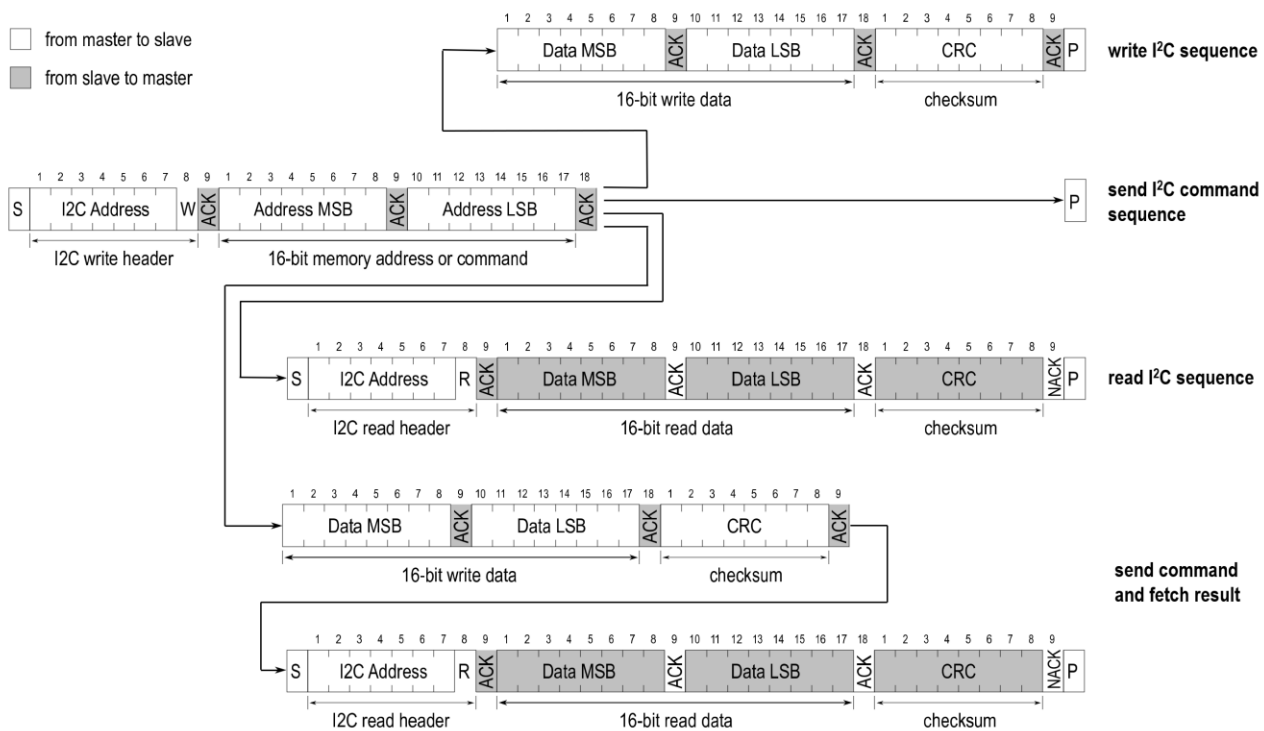 1 2 3 4 5 6 7 8 9 10 11 12 13 14 15 16 17 18 1 2 3 4 5 6 7 8 9
from master to slave
Data MSB ACK Data LSB ACK CRC ACK P
write I²C sequence
from slave to master
16-bit write data
checksum
1 2 3 4 5 6 7 8 9 1 2 3 4 5 6 7 8 9 10 11 12 13 14 15 16 17 18
S I2C Address W ACK Address MSB ACK Address LSB ACK
P
send I²C command
sequence
I2C write header
16-bit memory address or command
1 2 3 4 5 6 7 8 9 1 2 3 4 5 6 7 8 9 10 11 12 13 14 15 16 17 18 1 2 3 4 5 6 7 8 9
S I2C Address R ACK Data MSB ACK Data LSB ACK CRC NACK P
read I²C sequence
I2C read header
16-bit read data
checksum
1 2 3 4 5 6 7 8 9 10 11 12 13 14 15 16 17 18 1 2 3 4 5 6 7 8 9
Data MSB ACK Data LSB ACK CRC ACK
16-bit write data
checksum
send command
and fetch result
1 2 3 4 5 6 7 8 9 1 2 3 4 5 6 7 8 9 10 11 12 13 14 15 16 17 18 1 2 3 4 5 6 7 8 9
S I2C Address R ACK Data MSB ACK Data LSB ACK CRC NACK P
I2C read header
16-bit read data
checksum